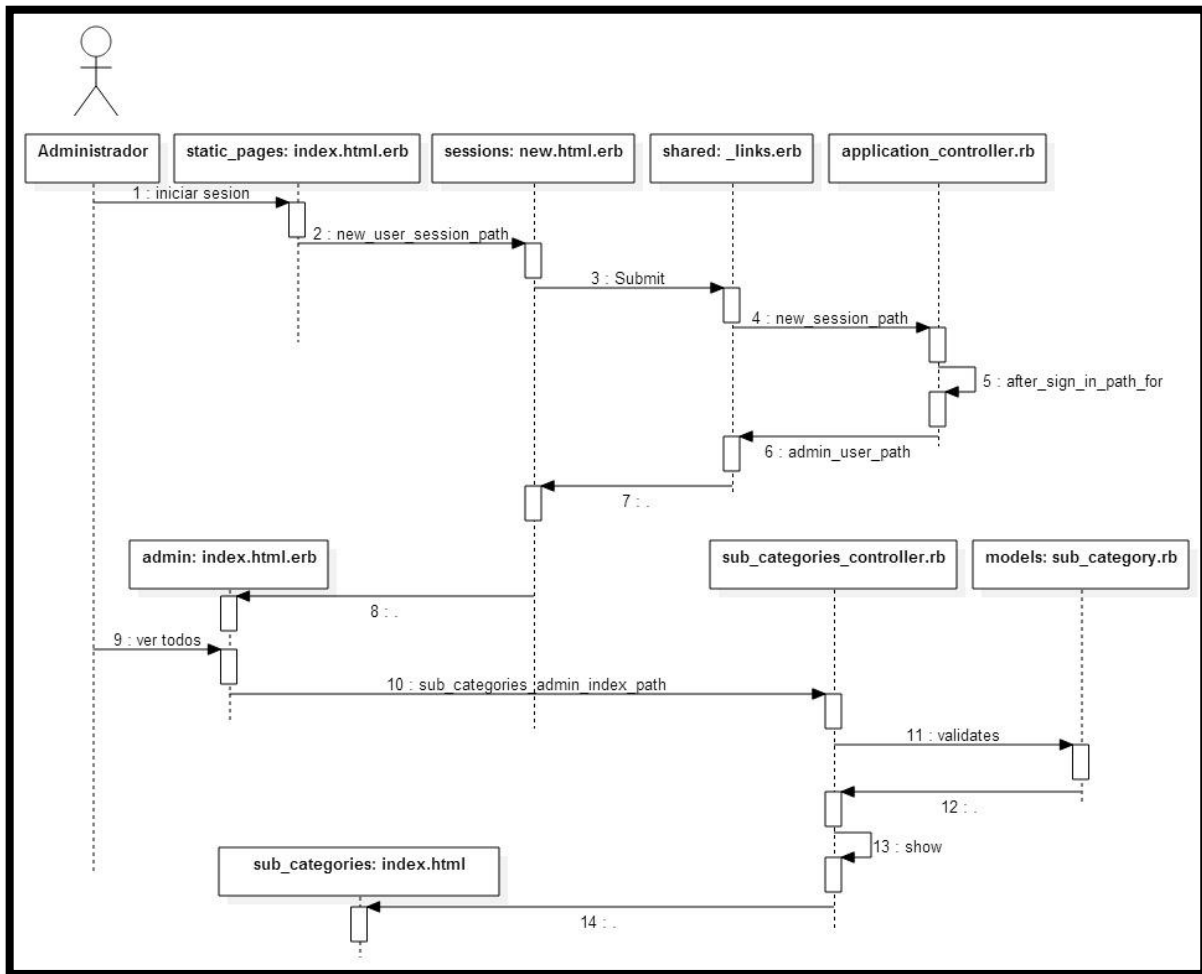 Administrador
static_pages: index.html.erb
sessions: new.html.erb
shared: _links.erb
application_controller.rb
1 : iniciar sesion
2 : new_user_session_path
3 : Submit
4 : new_session_path
5 : after_sign_in_path_for
6 : admin_user_path
7 : .
admin: index.html.erb
sub_categories_controller.rb
models: sub_category.rb
8 : .
9 : ver todos
10 : sub_categories_admin_index_path
11 : validates
12 : .
13 : show
sub_categories: index.html
14 : .